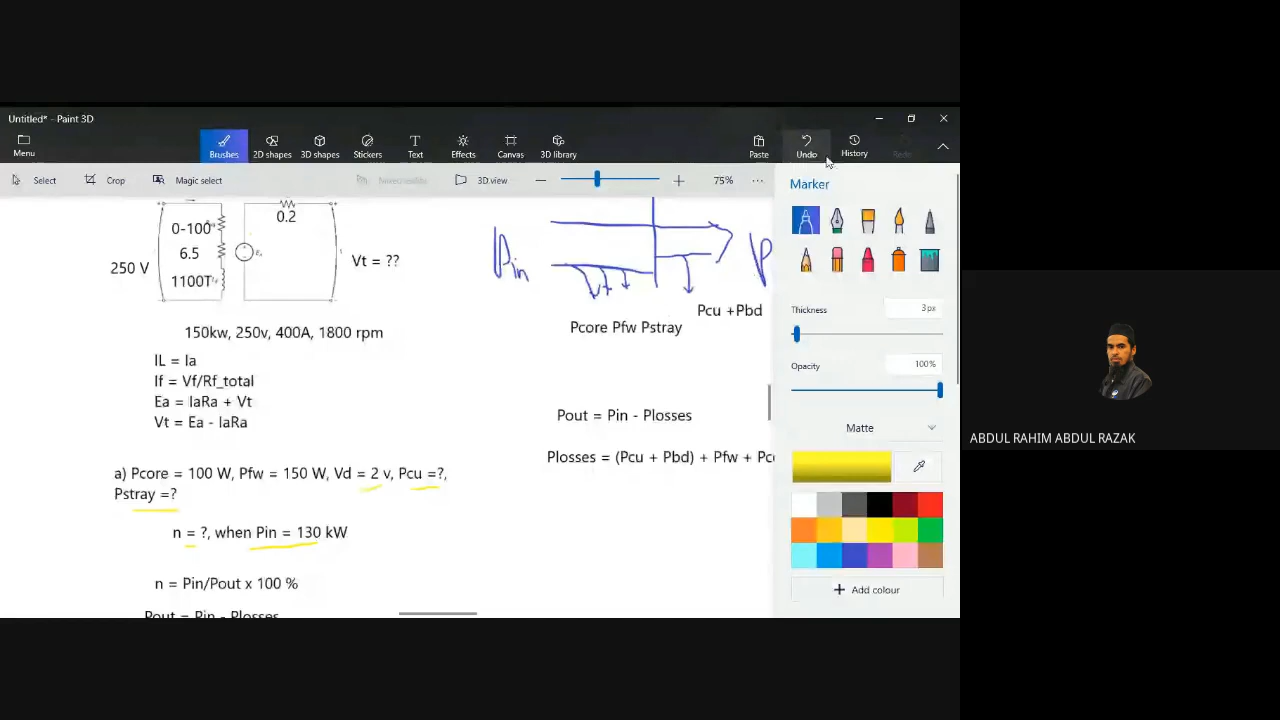 Untitled* - Paint 3D
Menu
Brushes
2D shapes
3D shapes
Stickers
Text
Effects
Canvas
3D library
Paste
Undo
History
Redo
Select
Crop
Magic select
3D view
75%
Marker
0-100
6.5
1100T
250 V
0.2
Vt = ??
Pin
P
Pcore Pfw Pstray
Pcu +Pbd
150kw, 250v, 400A, 1800 rpm
IL = Ia
If = Vf/Rf_total
Ea = IaRa + Vt
Vt = Ea - IaRa
Pout = Pin - Plosses
Plosses = (Pcu + Pbd) + Pfw + Pc
a) Pcore = 100 W, Pfw = 150 W, Vd = 2 v, Pcu =?,
Pstray =?
n = ?, when Pin = 130 kW
n = Pin/Pout x 100 %
Pout = Pin - Plosses
Thickness
3px
Opacity
100%
Matte
Add colour
ABDUL RAHIM ABDUL RAZAK